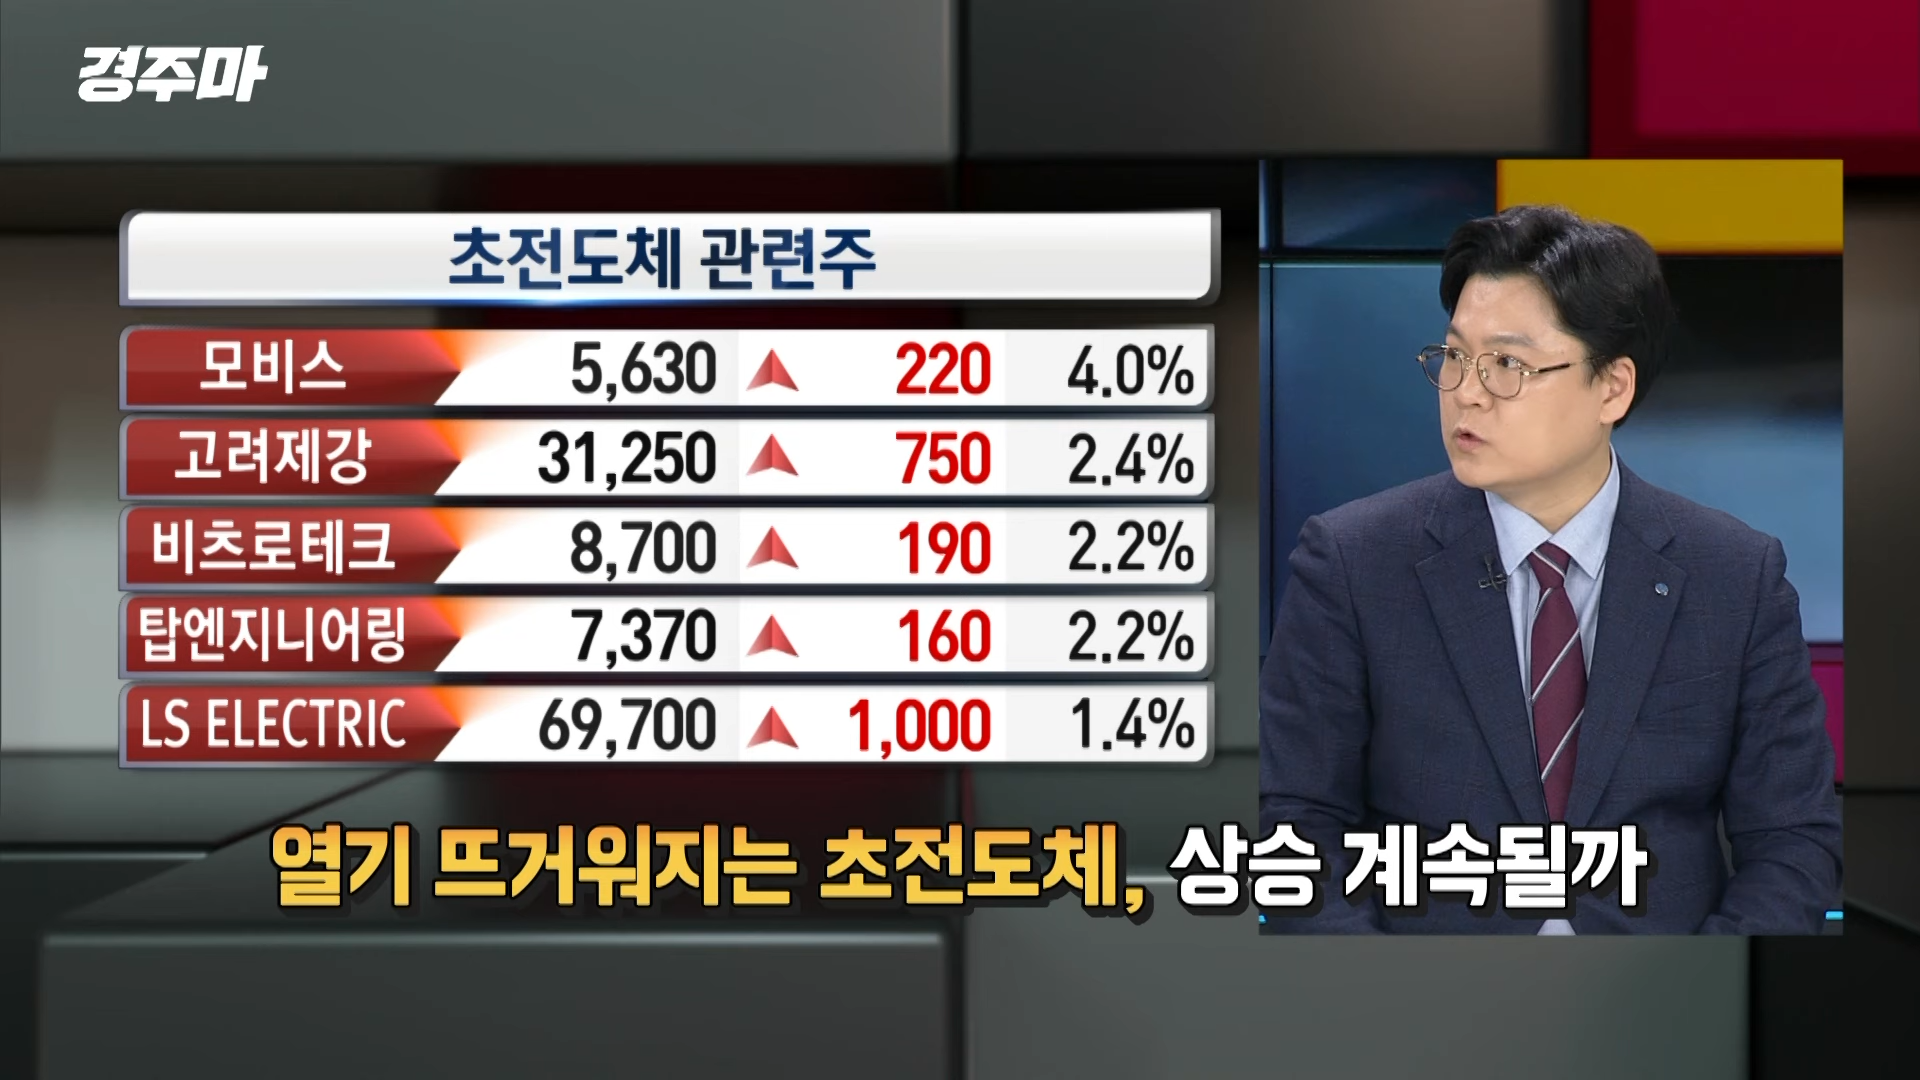 경주마
초전도체 관련주
모비스 5,630 ▲ 220 4.0%
고려제강 31,250 ▲ 750 2.4%
비츠로테크 8,700 ▲ 190 2.2%
탑엔지니어링 7,370 ▲ 160 2.2%
LS ELECTRIC 69,700 ▲ 1,000 1.4%
열기 뜨거워지는 초전도체, 상승 계속될까